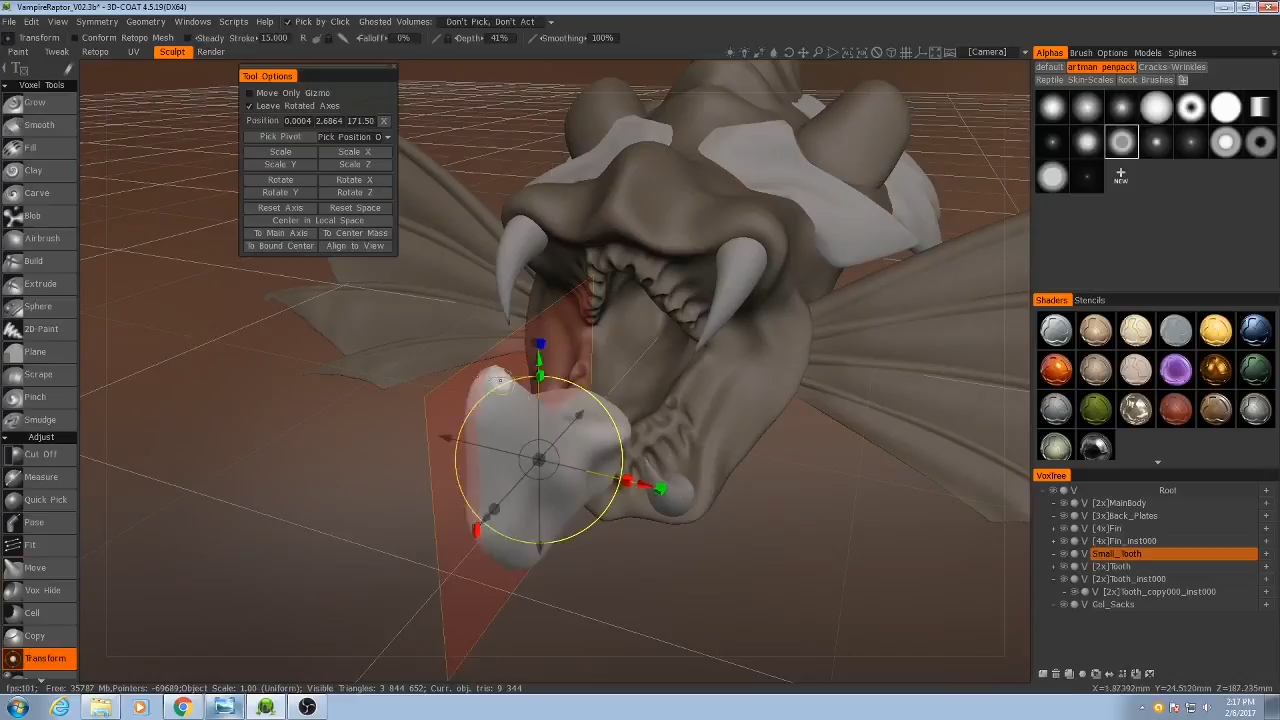 VampireRaptor_V02.3b* - 3D-COAT 4.5.19(DX64)
File Edit View Symmetry Geometry Windows Scripts Help Pick by Click Ghosted Volumes: Don't Pick, Don't Act
Transform Conform Retopo Mesh Steady Stroke 15.000 R Falloff 0% Depth 41% Smoothing 100%
Paint Tweak Retopo UV Sculpt Render [Camera]
Alphas Brush Options Models Splines
default artman penpack Cracks Wrinkles
Reptile Skin-Scales Rock Brushes
NEW
Voxel Tools
Grow
Smooth
Fill
Clay
Carve
Blob
Airbrush
Build
Extrude
Sphere
2D-Paint
Plane
Scrape
Pinch
Smudge
Adjust
Cut Off
Measure
Quick Pick
Pose
Fit
Move
Vox Hide
Cell
Copy
Transform
Tool Options
Move Only Gizmo
Leave Rotated Axes
Position 0.0004 2.6864 171.50 X
Pick Pivot Pick Position O
Scale Scale X
Scale Y Scale Z
Rotate Rotate X
Rotate Y Rotate Z
Reset Axis Reset Space
Center in Local Space
To Main Axis To Center Mass
To Bound Center Align to View
Shaders Stencils
VoxTree
V Root
V [2x]MainBody +
V [3x]Back_Plates +
V [4x]Fin +
V [4x]Fin_inst000 +
V Small_Tooth +
V [2x]Tooth +
V [2x]Tooth_inst000 +
V [2x]Tooth_copy000_inst000 +
V Gel_Sacks +
fps:101; Free: 35787 Mb,Pointers: -69689;Object Scale: 1.00 (Uniform); Visible Triangles: 3 844 652; Curr. obj. tris: 9 344
X=1.87392mm Y=24.5120mm Z=187.235mm
2:17 PM
2/6/2017